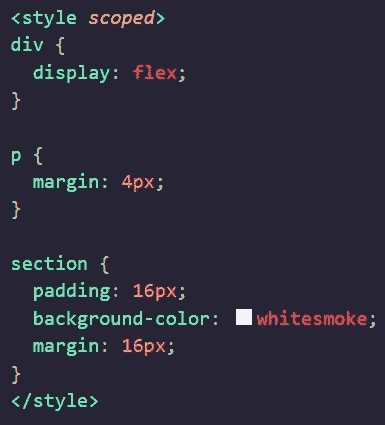 <style scoped>
div {
  display: flex;
}

p {
  margin: 4px;
}

section {
  padding: 16px;
  background-color: whitesmoke;
  margin: 16px;
}
</style>